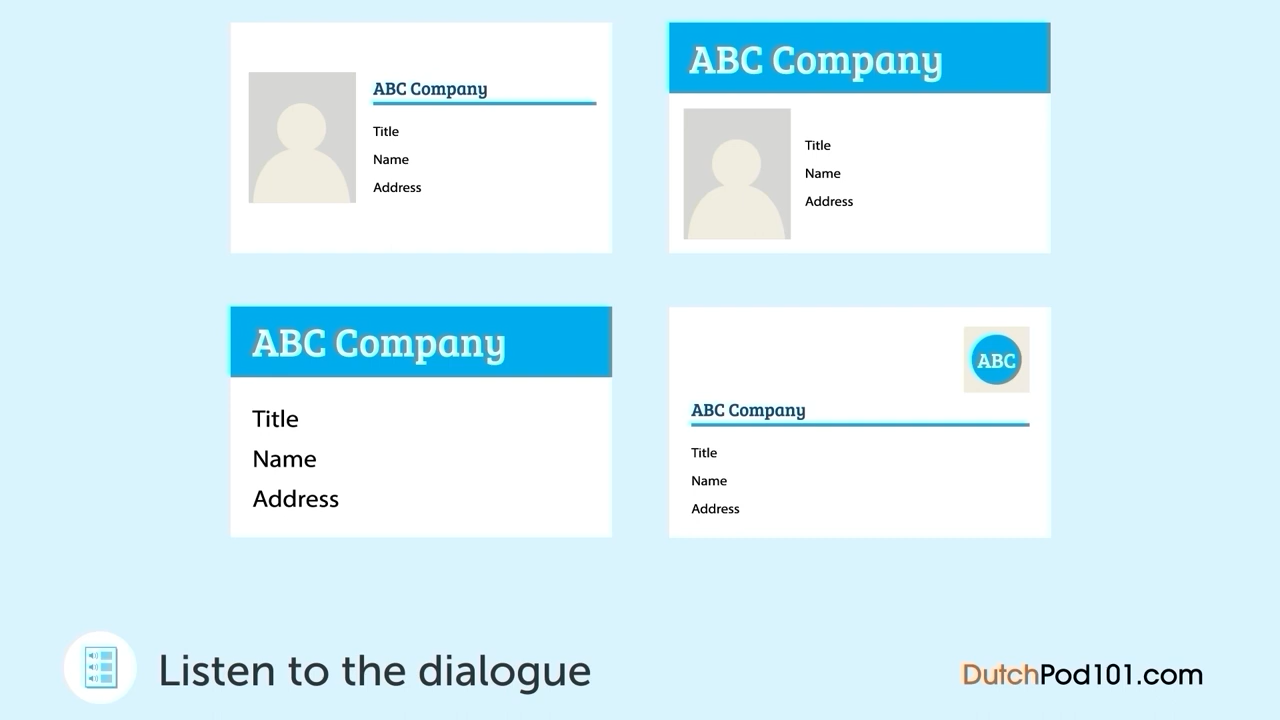 ABC Company
Title
Name
Address
ABC Company
Title
Name
Address
ABC Company
Title
Name
Address
ABC
ABC Company
Title
Name
Address
Listen to the dialogue
DutchPod101.com